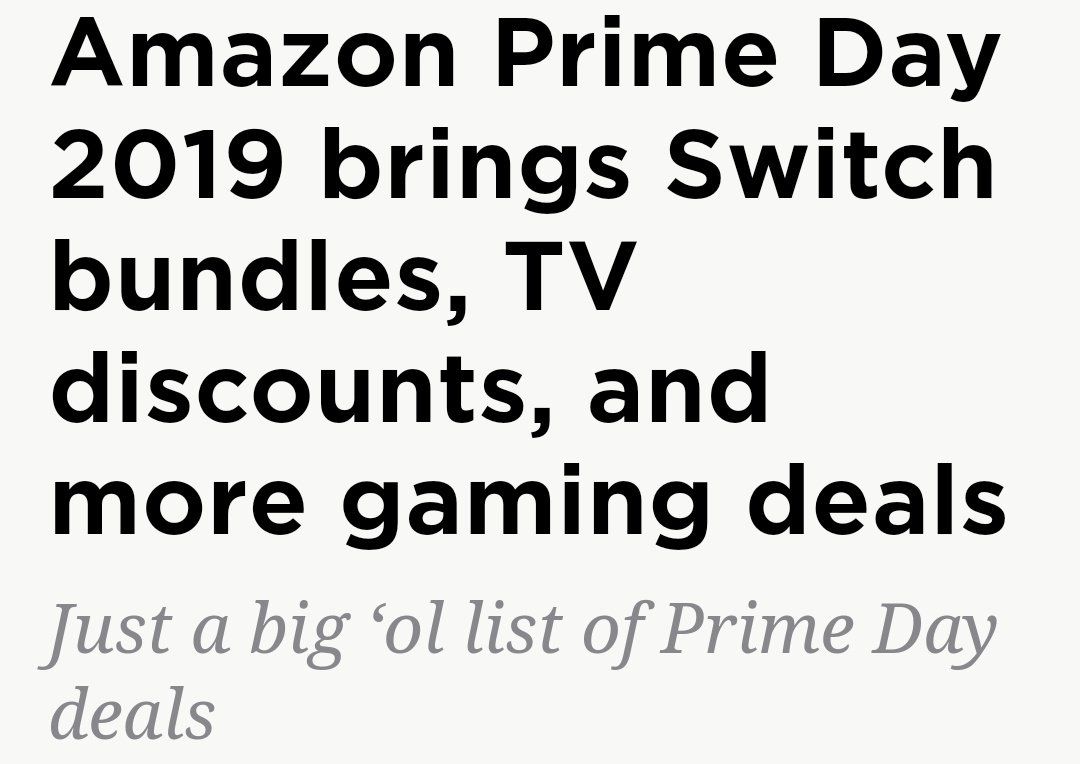 Amazon Prime Day
2019 brings Switch
bundles, TV
discounts, and
more gaming deals
Just a big ‘ol list of Prime Day
deals